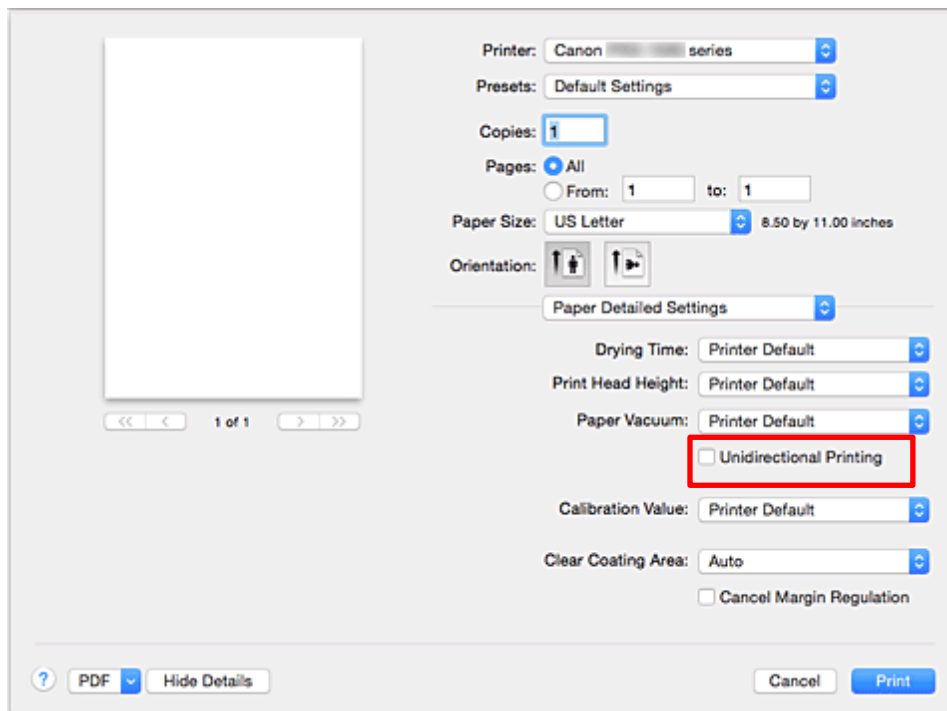 Printer: Canon series
Presets: Default Settings
Copies: 1
Pages: All
From: 1 to: 1
Paper Size: US Letter 8.50 by 11.00 inches
Orientation:
Paper Detailed Settings
Drying Time: Printer Default
Print Head Height: Printer Default
Paper Vacuum: Printer Default
<< < 1 of 1 > >>
Unidirectional Printing
Calibration Value: Printer Default
Clear Coating Area: Auto
Cancel Margin Regulation
? PDF Hide Details Cancel Print